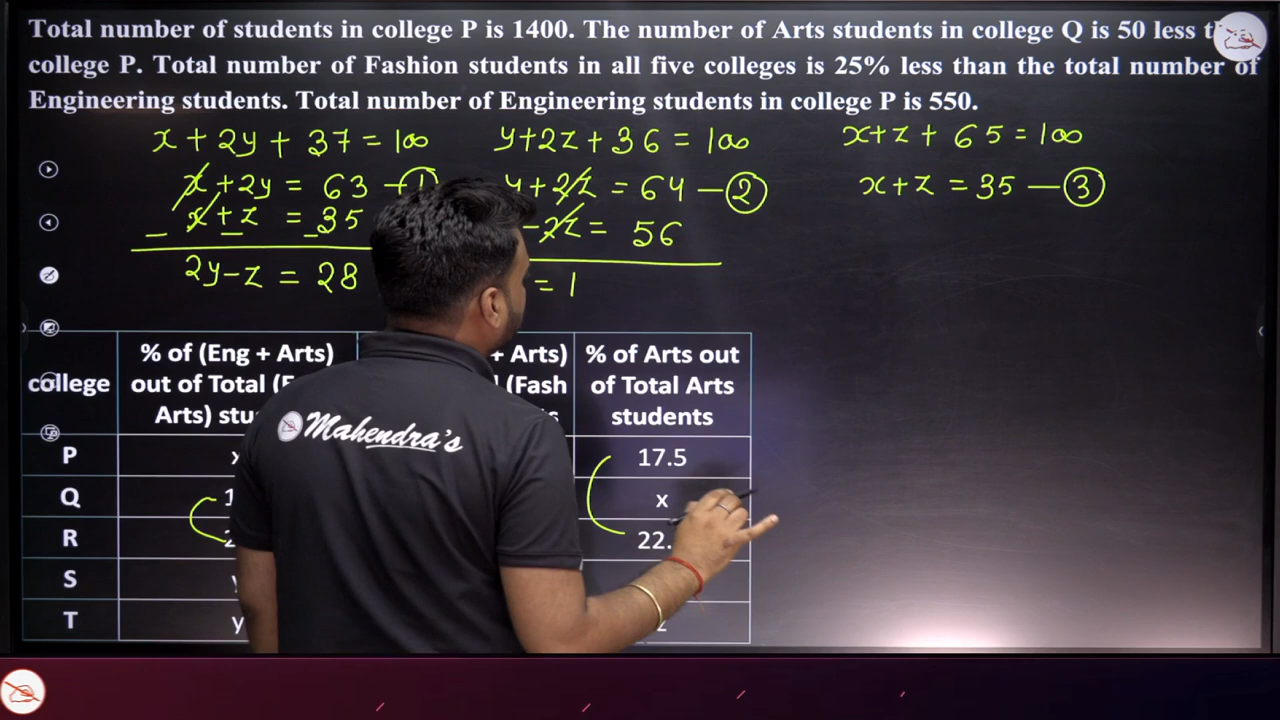 Total number of students in college P is 1400. The number of Arts students in college Q is 50 less
college P. Total number of Fashion students in all five colleges is 25% less than the total number of
Engineering students. Total number of Engineering students in college P is 550.
x + 2y + 37 = 100 y + 2z + 36 = 100 x + z + 65 = 100
x + 2y = 63 - 1 y + 2z = 64 - 2 x + z = 35 - 3
x + z = 35 - 2z = 56
2y - z = 28 = 1
college % of (Eng + Arts) out of Total Arts) + Arts) (Fash % of Arts out of Total Arts students
P x 17.5
Q x
R 22.
S
T y z
Mahendra's